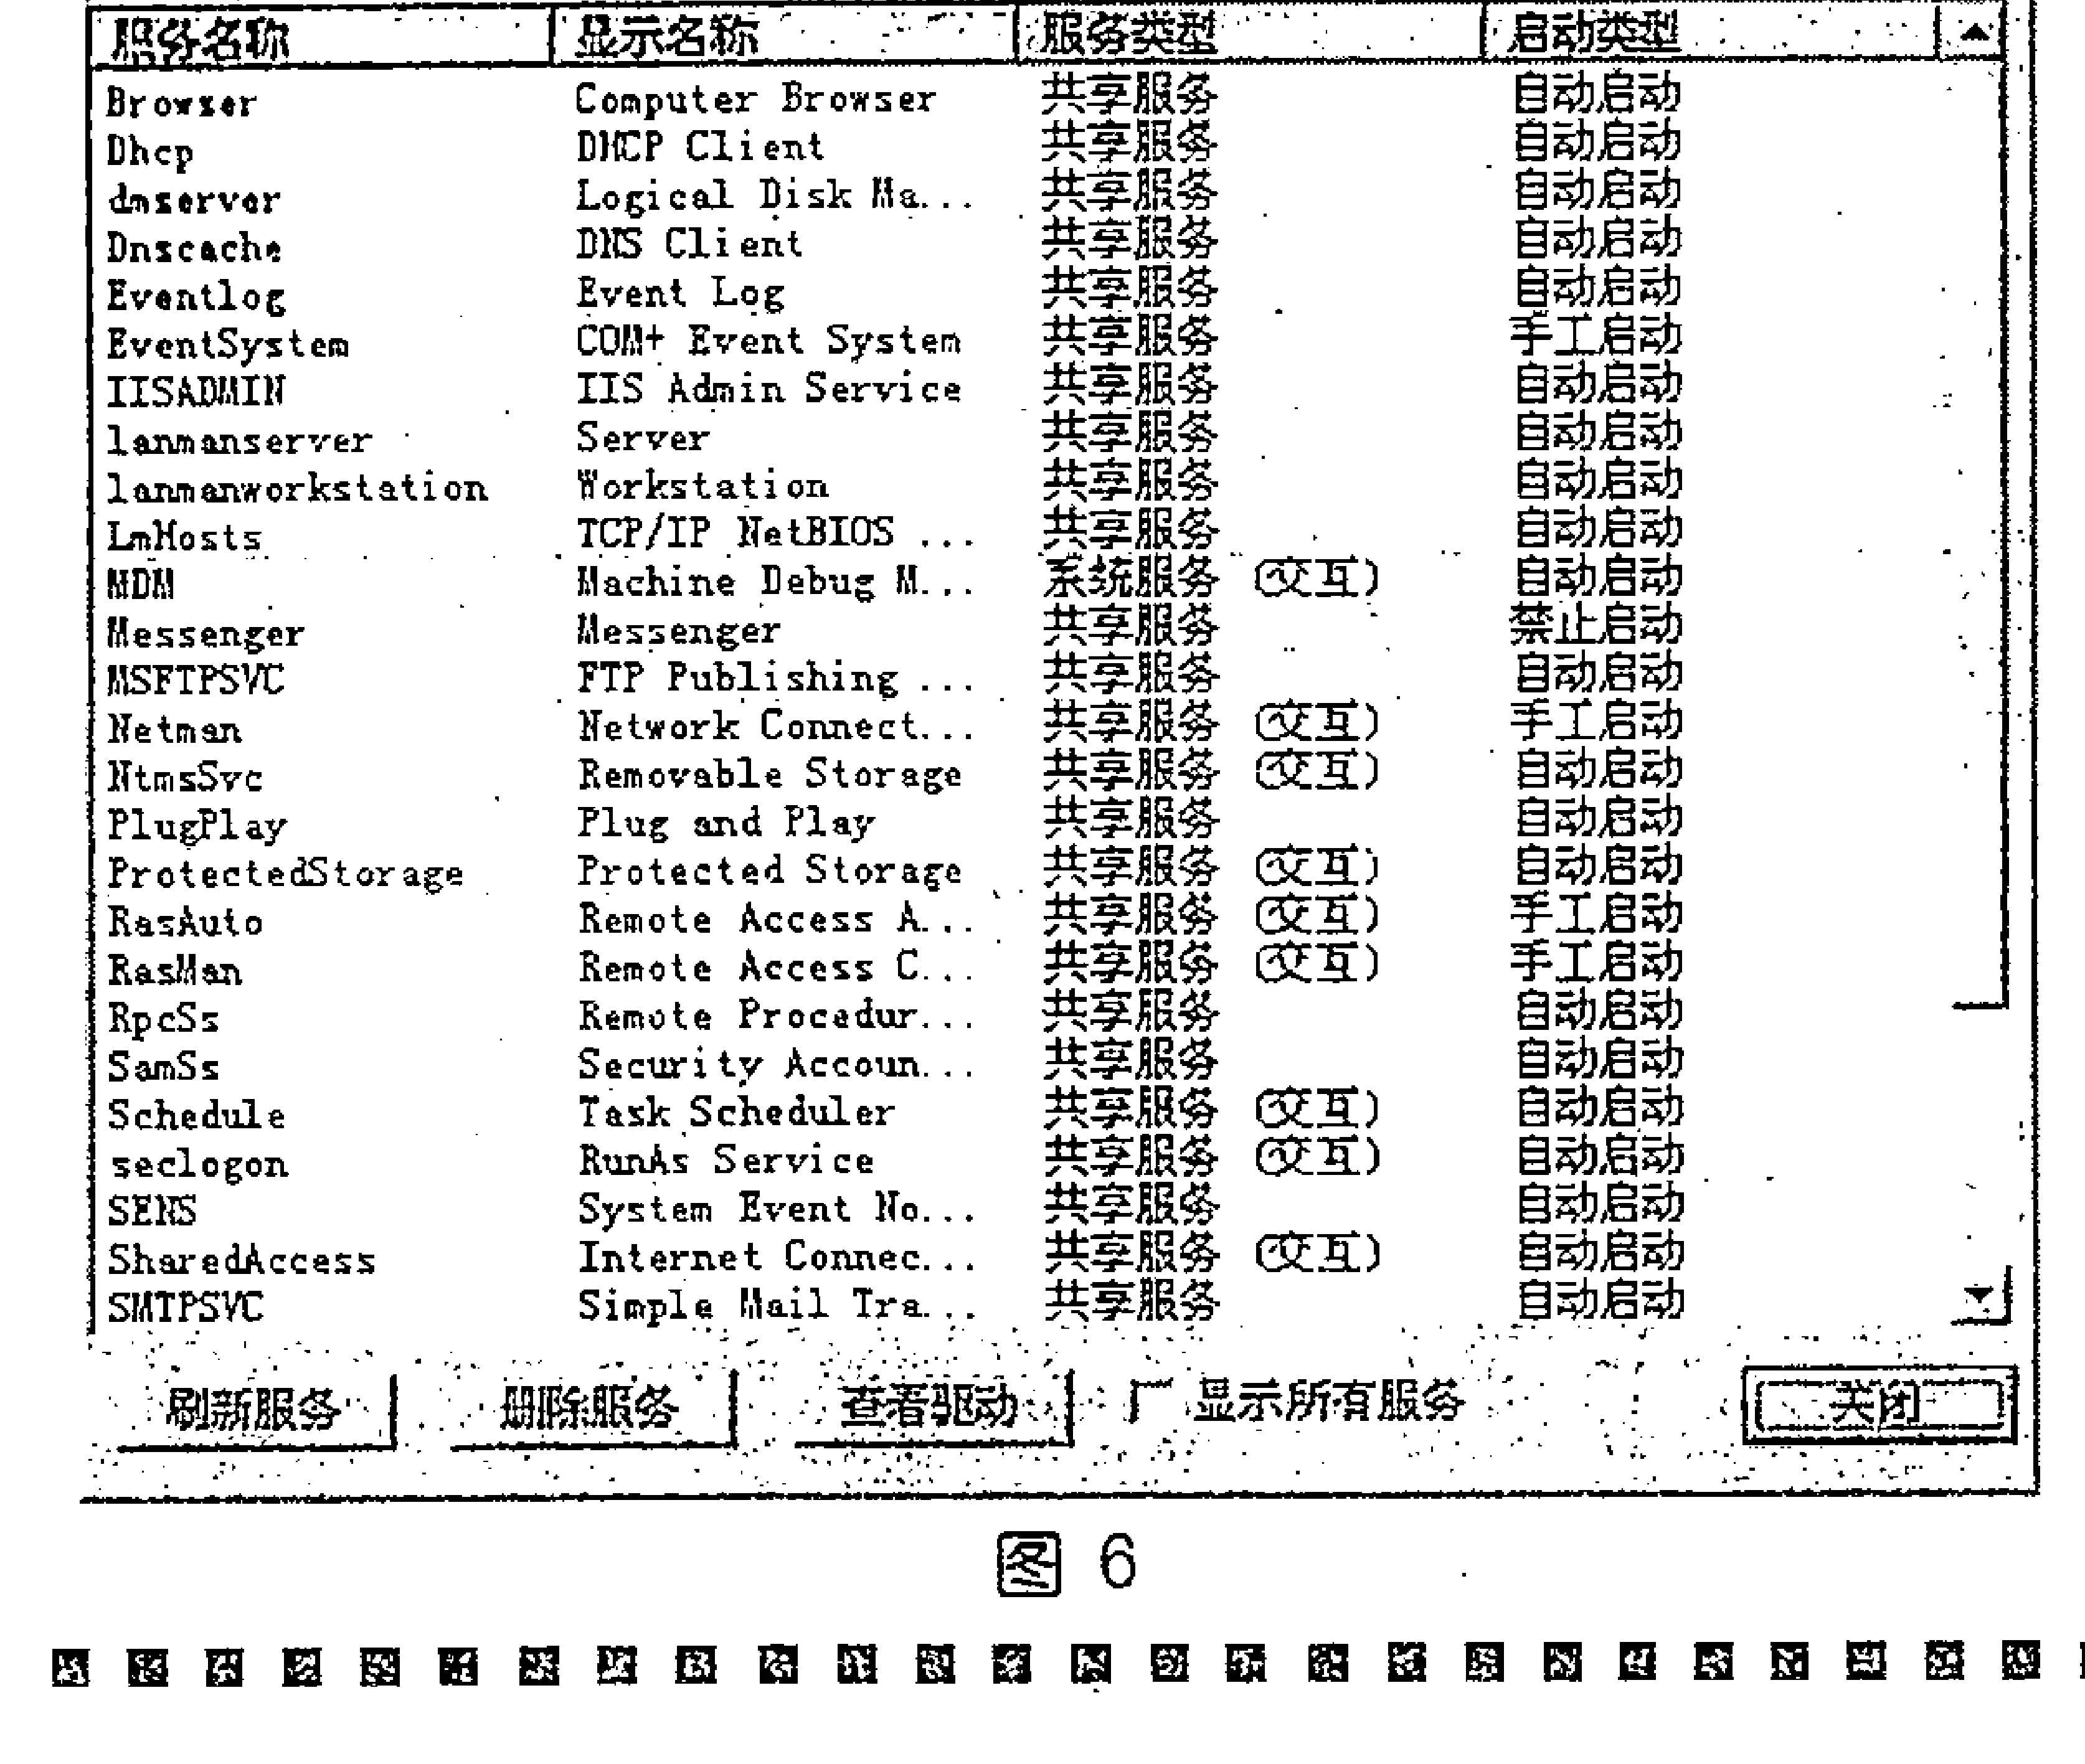 服务名称 显示名称 服务类型 启动类型
Browser Computer Browser 共享服务 自动启动
Dhcp DHCP Client 共享服务 自动启动
dmserver Logical Disk Ma... 共享服务 自动启动
Dnscache DNS Client 共享服务 自动启动
Eventlog Event Log 共享服务 自动启动
EventSystem COM+ Event System 共享服务 手工启动
IISADMIN IIS Admin Service 共享服务 自动启动
lanmanserver Server 共享服务 自动启动
lanmanworkstation Workstation 共享服务 自动启动
LmHosts TCP/IP NetBIOS ... 共享服务 自动启动
MDM Machine Debug M... 系统服务 (交互) 自动启动
Messenger Messenger 共享服务 禁止启动
MSFTPSVC FTP Publishing ... 共享服务 自动启动
Netman Network Connect... 共享服务 (交互) 手工启动
NtmsSvc Removable Storage 共享服务 (交互) 自动启动
PlugPlay Plug and Play 共享服务 自动启动
ProtectedStorage Protected Storage 共享服务 (交互) 自动启动
RasAuto Remote Access A... 共享服务 (交互) 手工启动
RasMan Remote Access C... 共享服务 (交互) 手工启动
RpcSs Remote Procedur... 共享服务 自动启动
SamSs Security Accoun... 共享服务 自动启动
Schedule Task Scheduler 共享服务 (交互) 自动启动
seclogon RunAs Service 共享服务 (交互) 自动启动
SENS System Event No... 共享服务 自动启动
SharedAccess Internet Connec... 共享服务 (交互) 自动启动
SMTPSVC Simple Mail Tra... 共享服务 自动启动
刷新服务 删除服务 查看驱动 显示所有服务 关闭
图 6